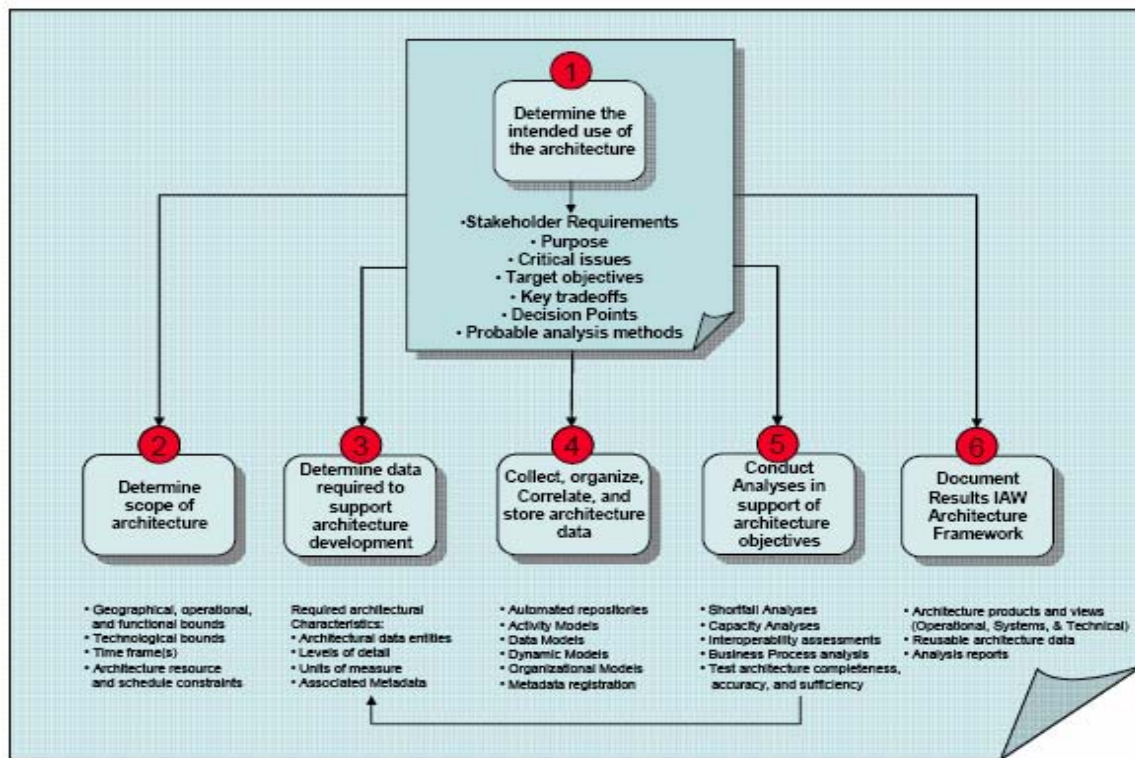 1
Determine the
intended use of
the architecture
•Stakeholder Requirements
• Purpose
• Critical issues
• Target objectives
• Key tradeoffs
• Decision Points
• Probable analysis methods
2
Determine
scope of
architecture
• Geographical, operational,
and functional bounds
• Technological bounds
• Time frame(s)
• Architecture resource
and schedule constraints
3
Determine data
required to
support
architecture
development
Required architectural
Characteristics:
• Architectural data entities
• Levels of detail
• Units of measure
• Associated Metadata
4
Collect, organize,
Correlate, and
store architecture
data
• Automated repositories
• Activity Models
• Data Models
• Dynamic Models
• Organizational Models
• Metadata registration
5
Conduct
Analyses in
support of
architecture
objectives
• Shortfall Analyses
• Capacity Analyses
• Interoperability assessments
• Business Process analysis
• Test architecture completeness,
accuracy, and sufficiency
6
Document
Results IAW
Architecture
Framework
• Architecture products and views
(Operational, Systems, & Technical)
• Reusable architecture data
• Analysis reports